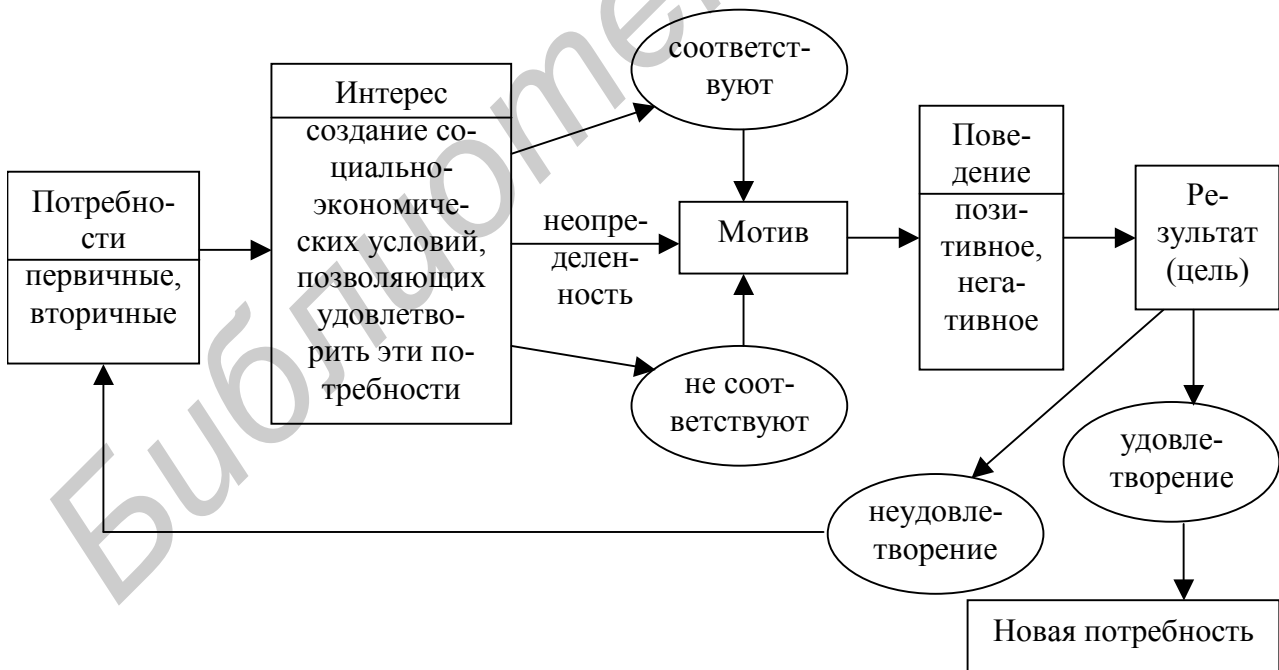 Потребно-
сти
первичные,
вторичные
Интерес
создание со-
циально-
экономиче-
ских условий,
позволяющих
удовлетво-
рить эти по-
требности
соответст-
вуют
неопре-
делен-
ность
не соот-
ветствуют
Мотив
Пове-
дение
пози-
тивное,
нега-
тивное
Ре-
зультат
(цель)
неудовле-
творение
удовле-
творение
Новая потребность